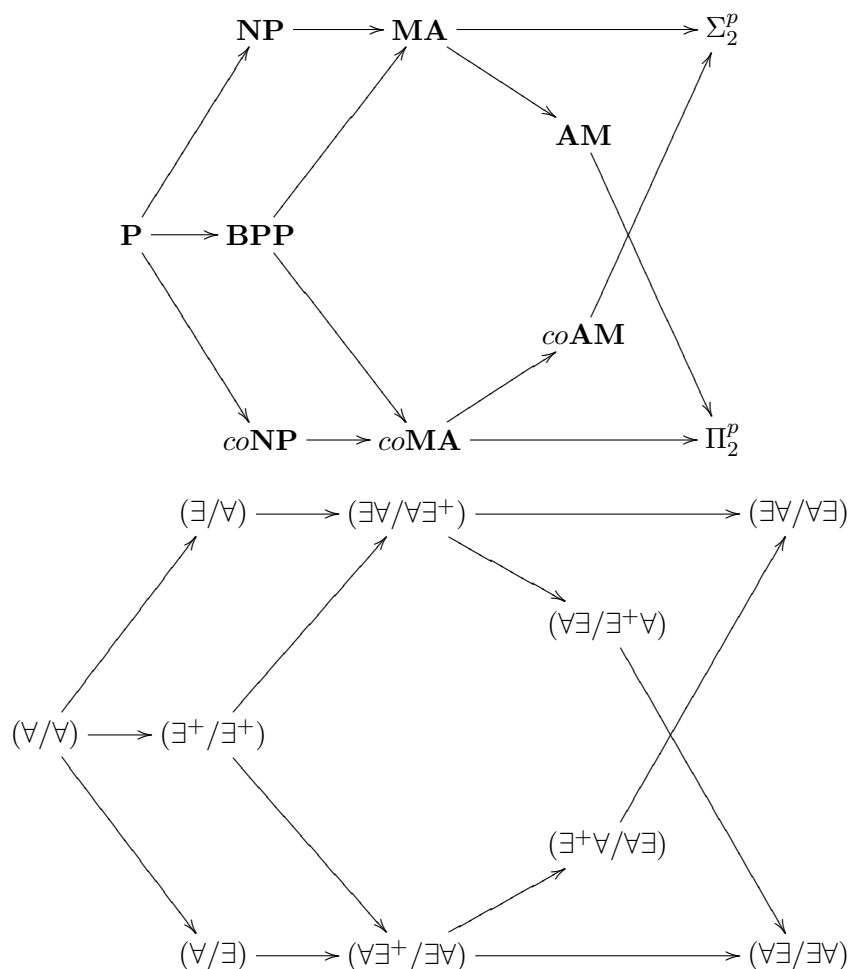 NP MA Σ₂ᵖ
AM
P BPP
coAM
coNP coMA Π₂ᵖ
(∃/∀) (∃∀/∀∃⁺) (∃∀/∀∃)
(∀∃/∃⁺∀)
(∀/∀) (∃⁺/∃⁺)
(∃⁺∀/∀∃)
(∀/∃) (∀∃⁺/∃∀) (∀∃/∃∀)